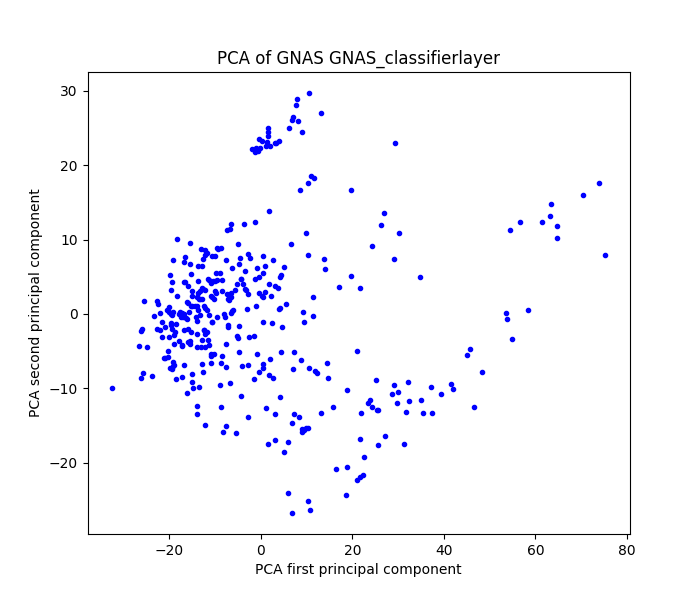 PCA of GNAS GNAS_classifierlayer
30
20
10
0
−10
−20
PCA second principal component
−20 0 20 40 60 80
PCA first principal component